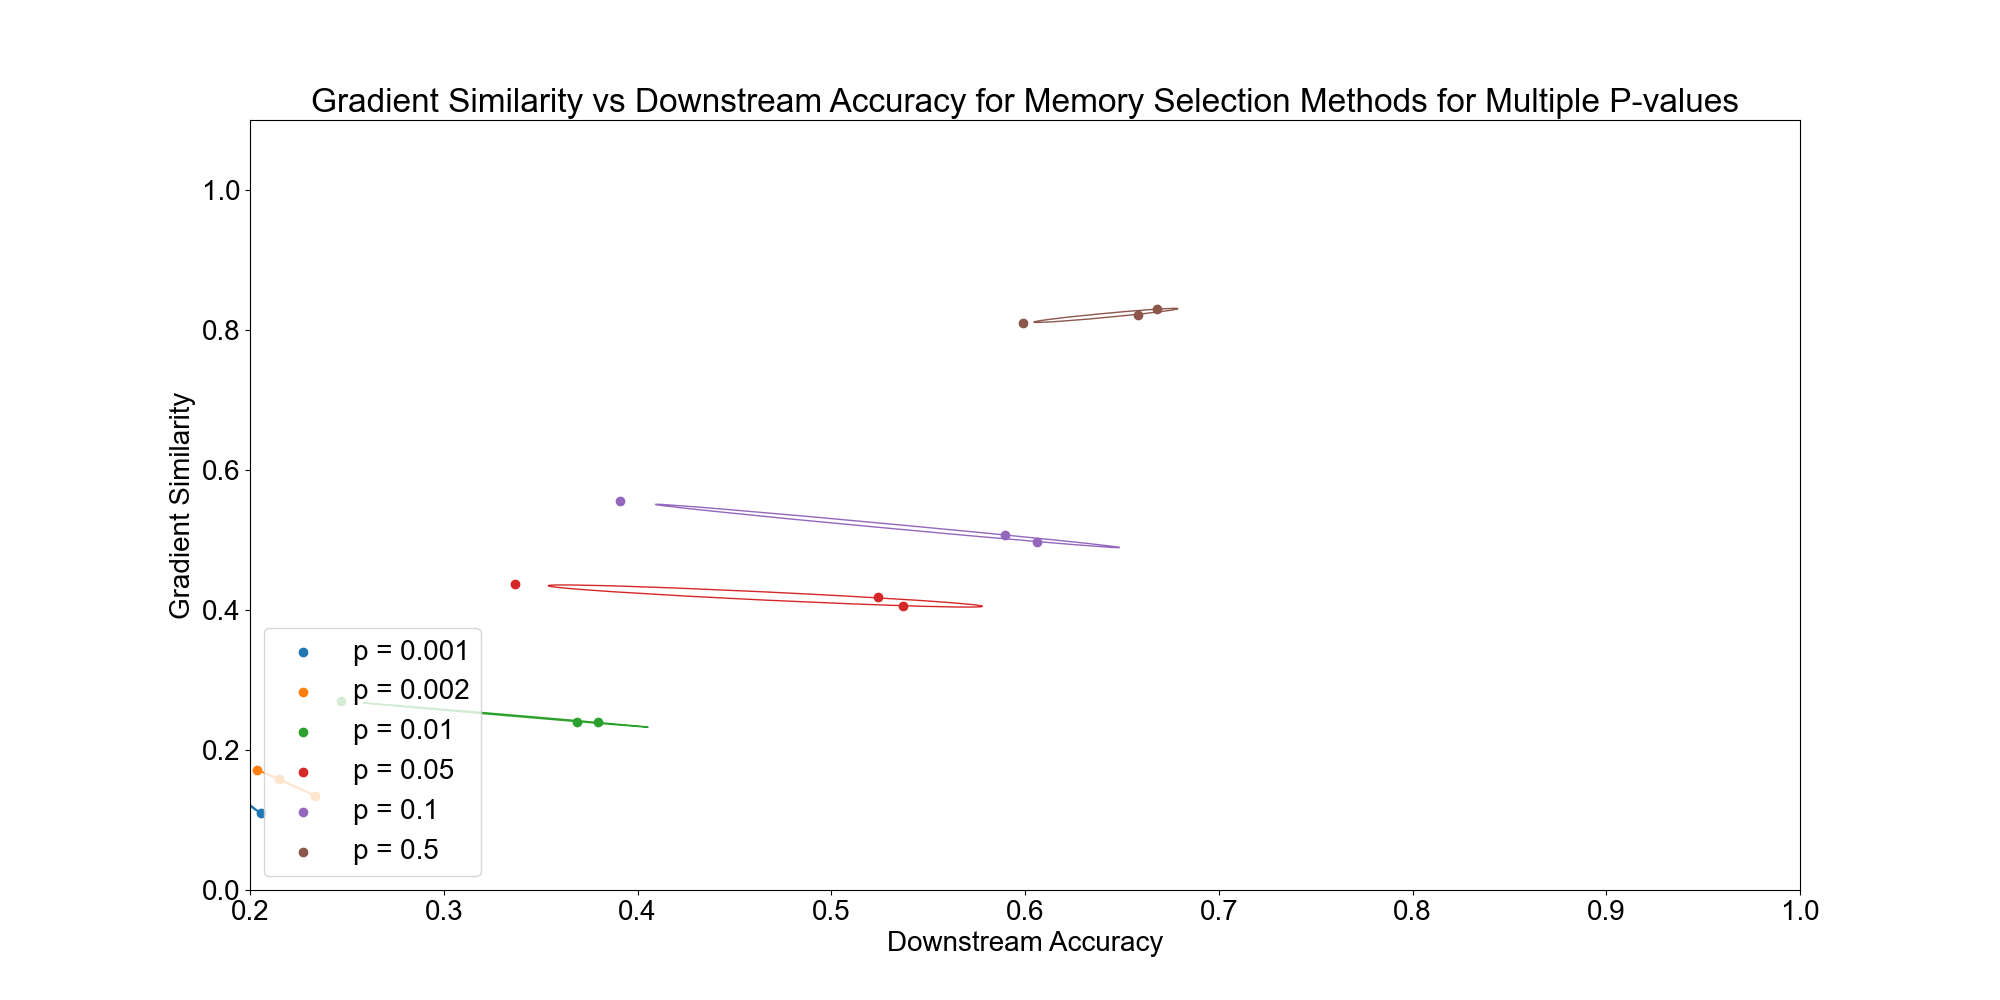 Gradient Similarity vs Downstream Accuracy for Memory Selection Methods for Multiple P-values
1.0
0.8
0.6
0.4
0.2
0.0
Gradient Similarity
p = 0.001
p = 0.002
p = 0.01
p = 0.05
p = 0.1
p = 0.5
0.2 0.3 0.4 0.5 0.6 0.7 0.8 0.9 1.0
Downstream Accuracy